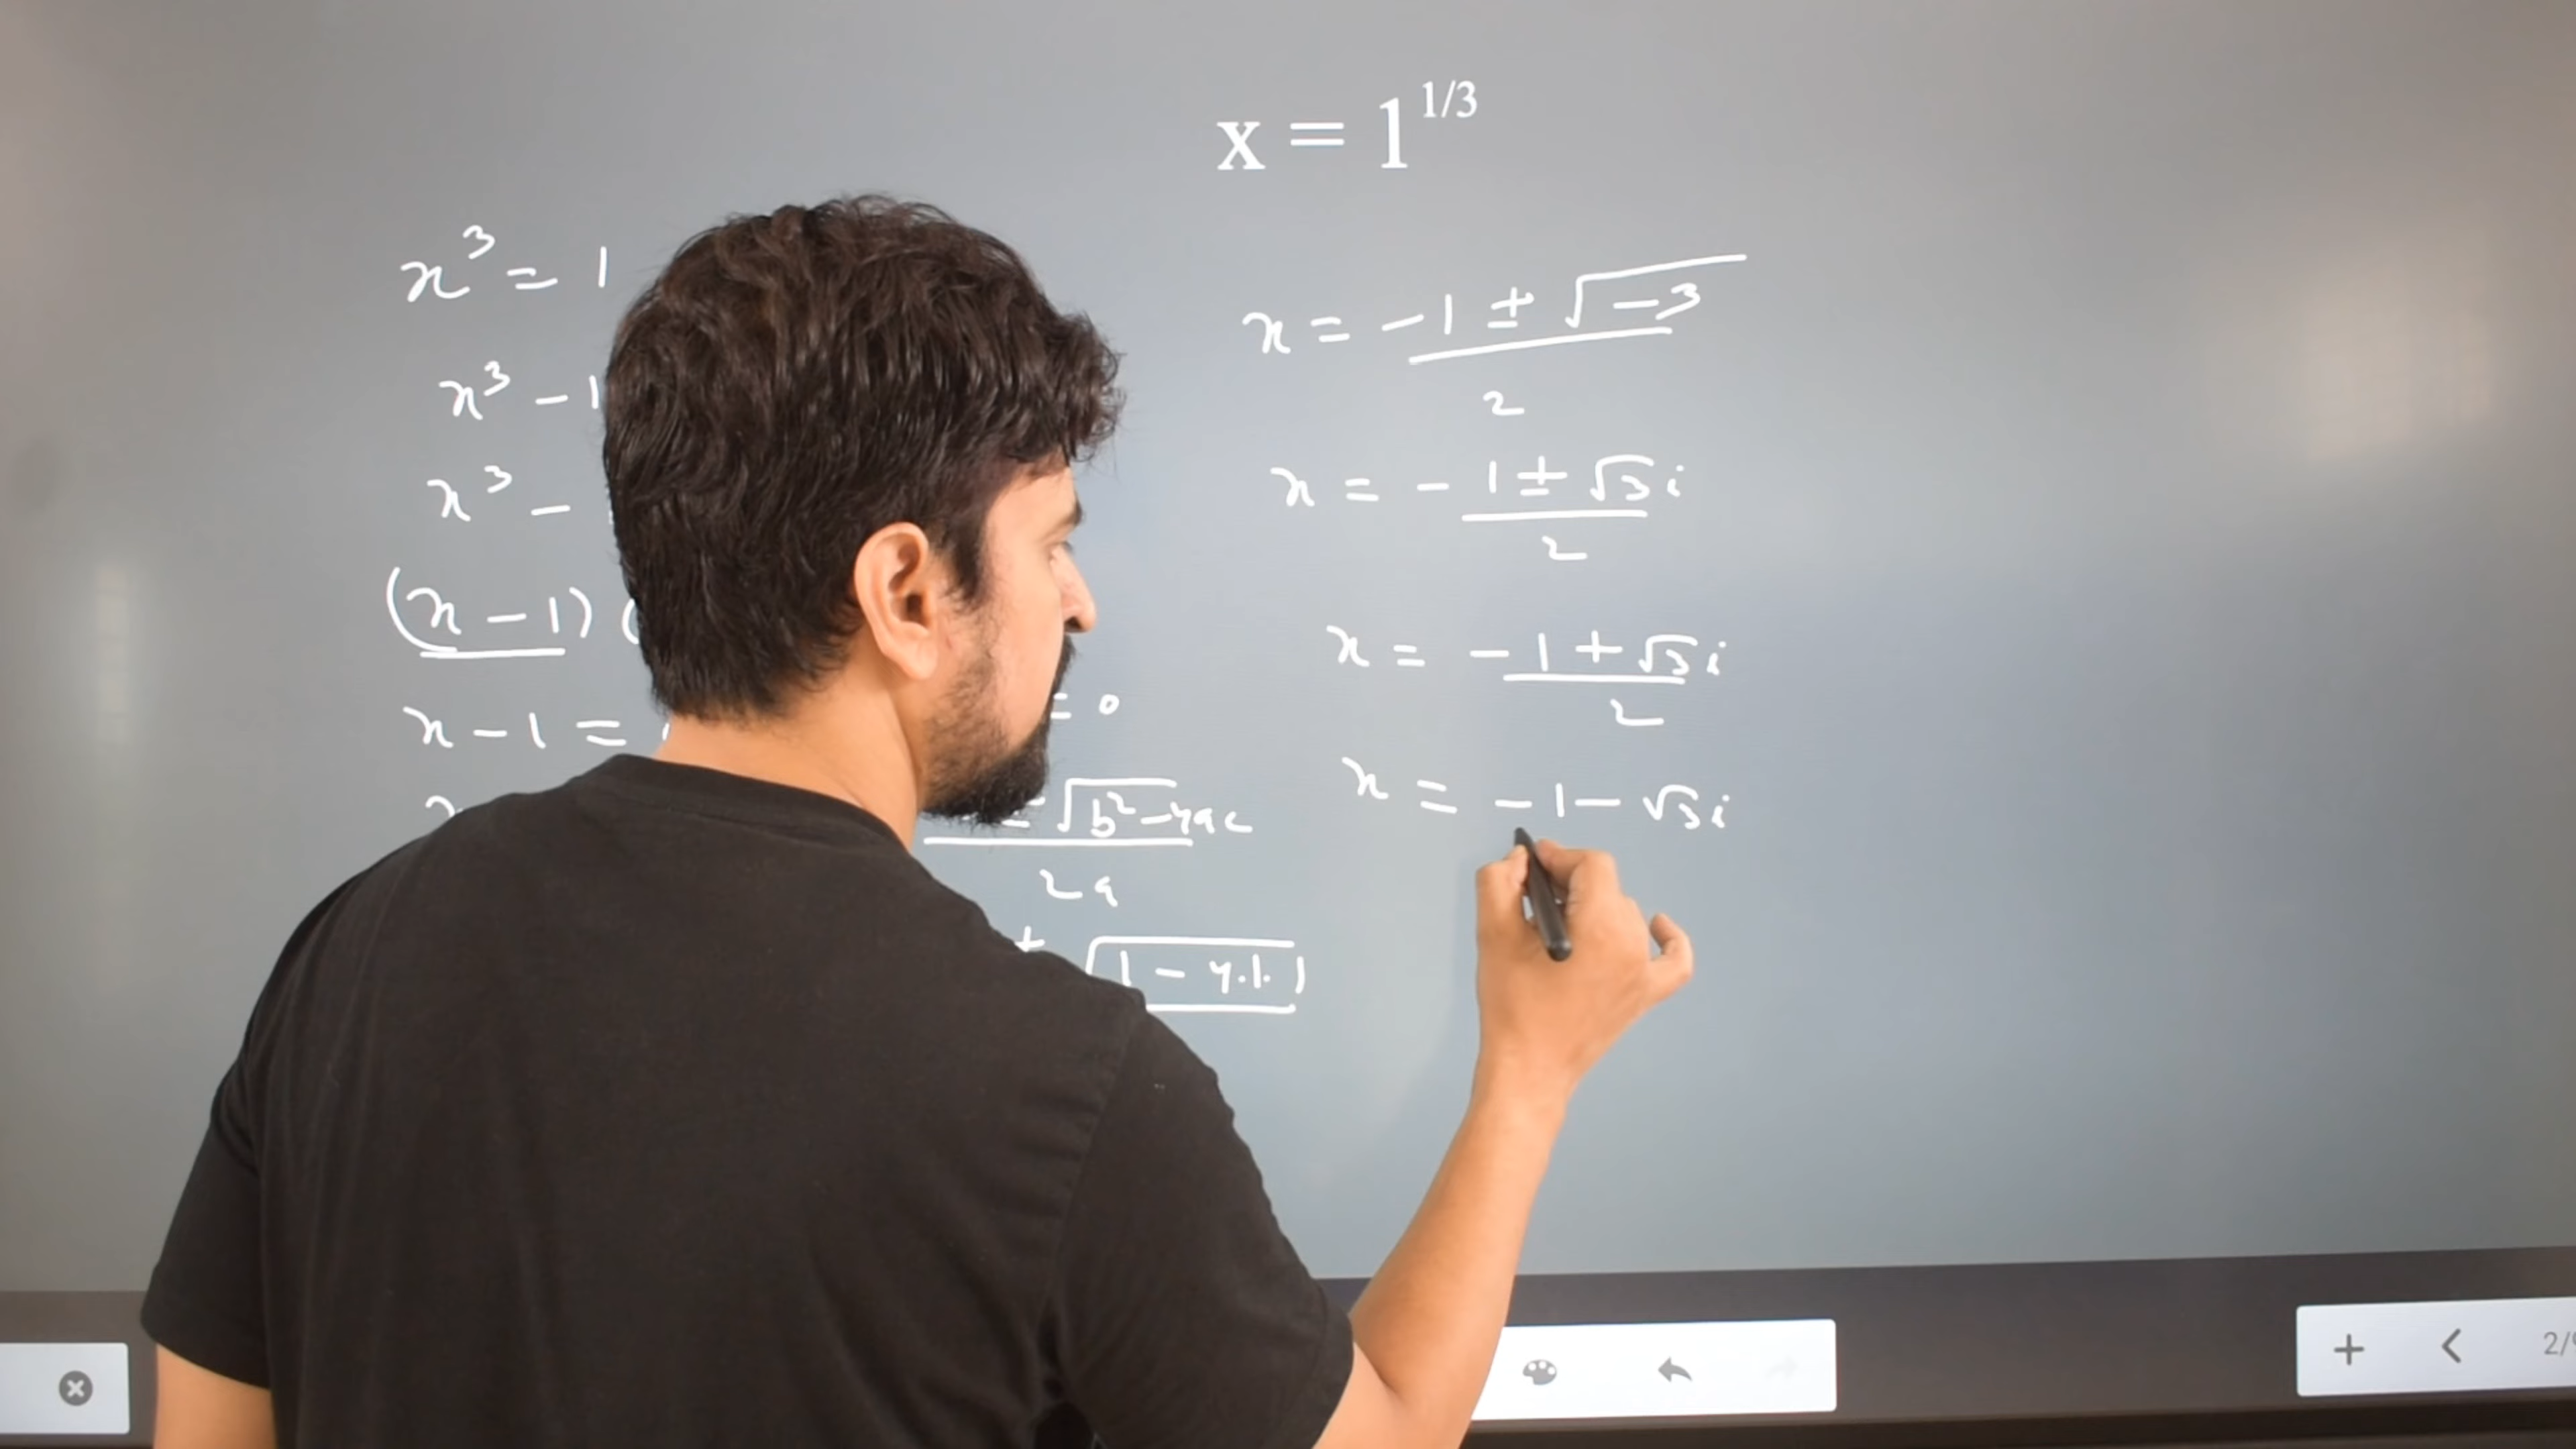 x = 1^{1/3}
x³ = 1
x³ - 1
x³ -
(x - 1) (
x - 1 =
= 0
√b²-4ac
2a
± √1 - 4.1.1
x = -1 ± √-3
2
x = - 1 ± √3 i
2
x = - 1 + √3 i
2
x = - 1 - √3 i
2/